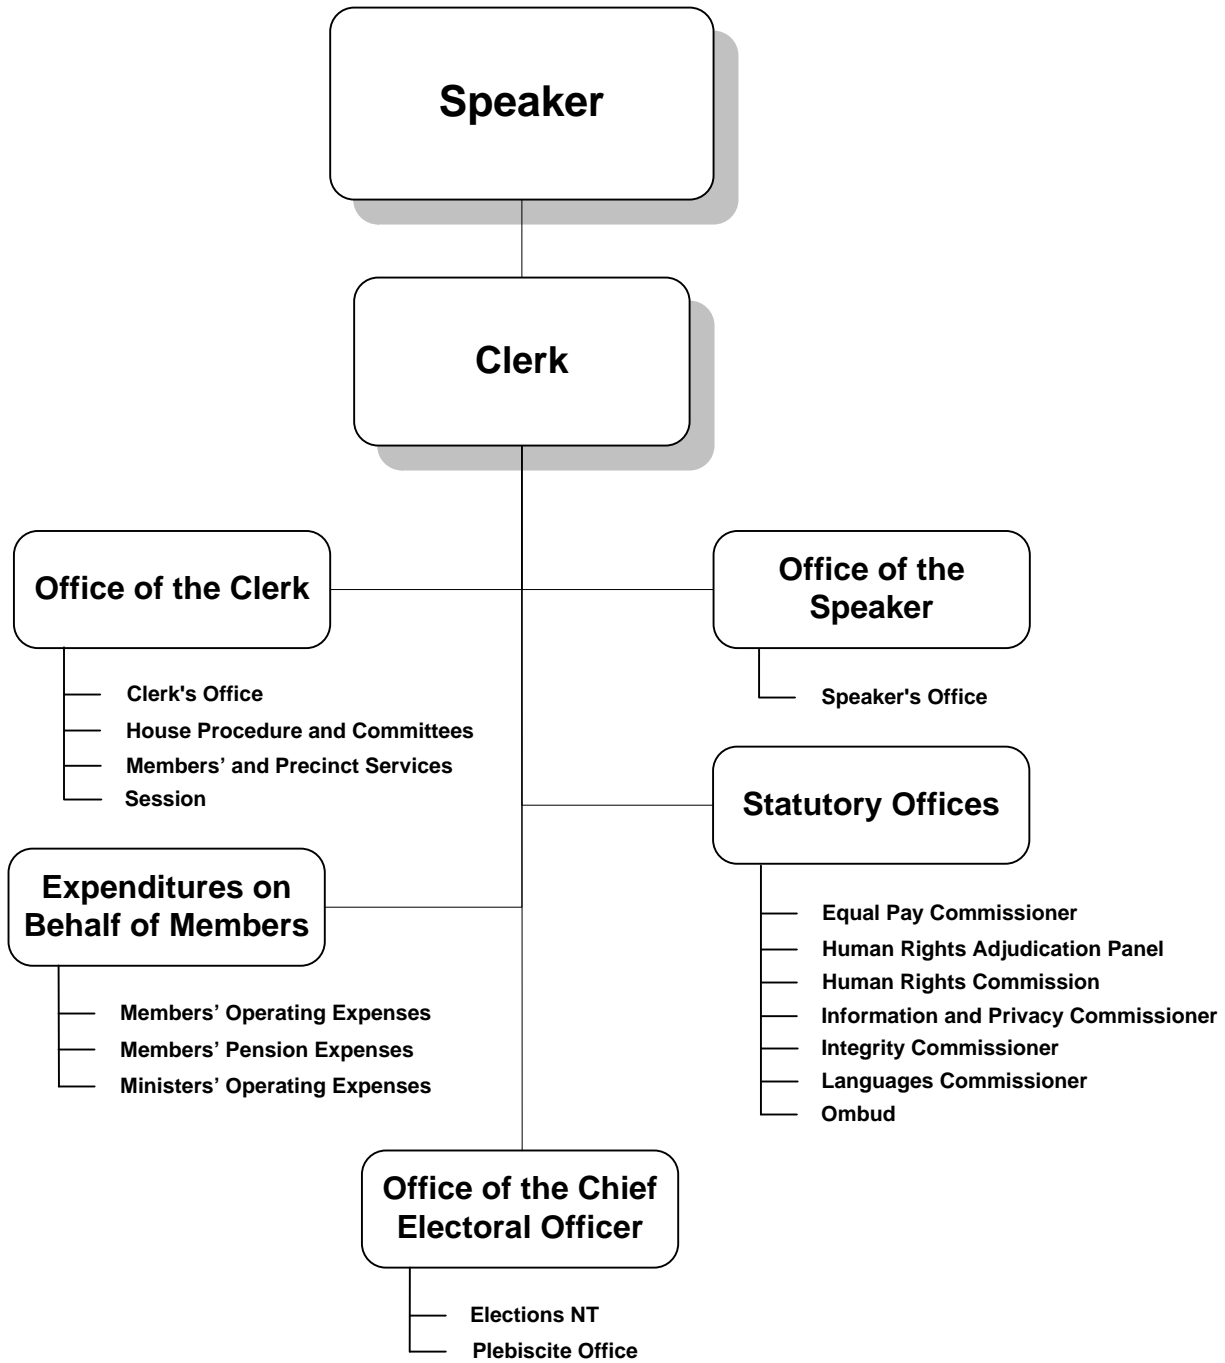 Speaker
Clerk
Office of the Clerk
Clerk's Office
House Procedure and Committees
Members’ and Precinct Services
Session
Office of the
Speaker
Speaker's Office
Expenditures on
Behalf of Members
Members’ Operating Expenses
Members’ Pension Expenses
Ministers’ Operating Expenses
Statutory Offices
Equal Pay Commissioner
Human Rights Adjudication Panel
Human Rights Commission
Information and Privacy Commissioner
Integrity Commissioner
Languages Commissioner
Ombud
Office of the Chief
Electoral Officer
Elections NT
Plebiscite Office